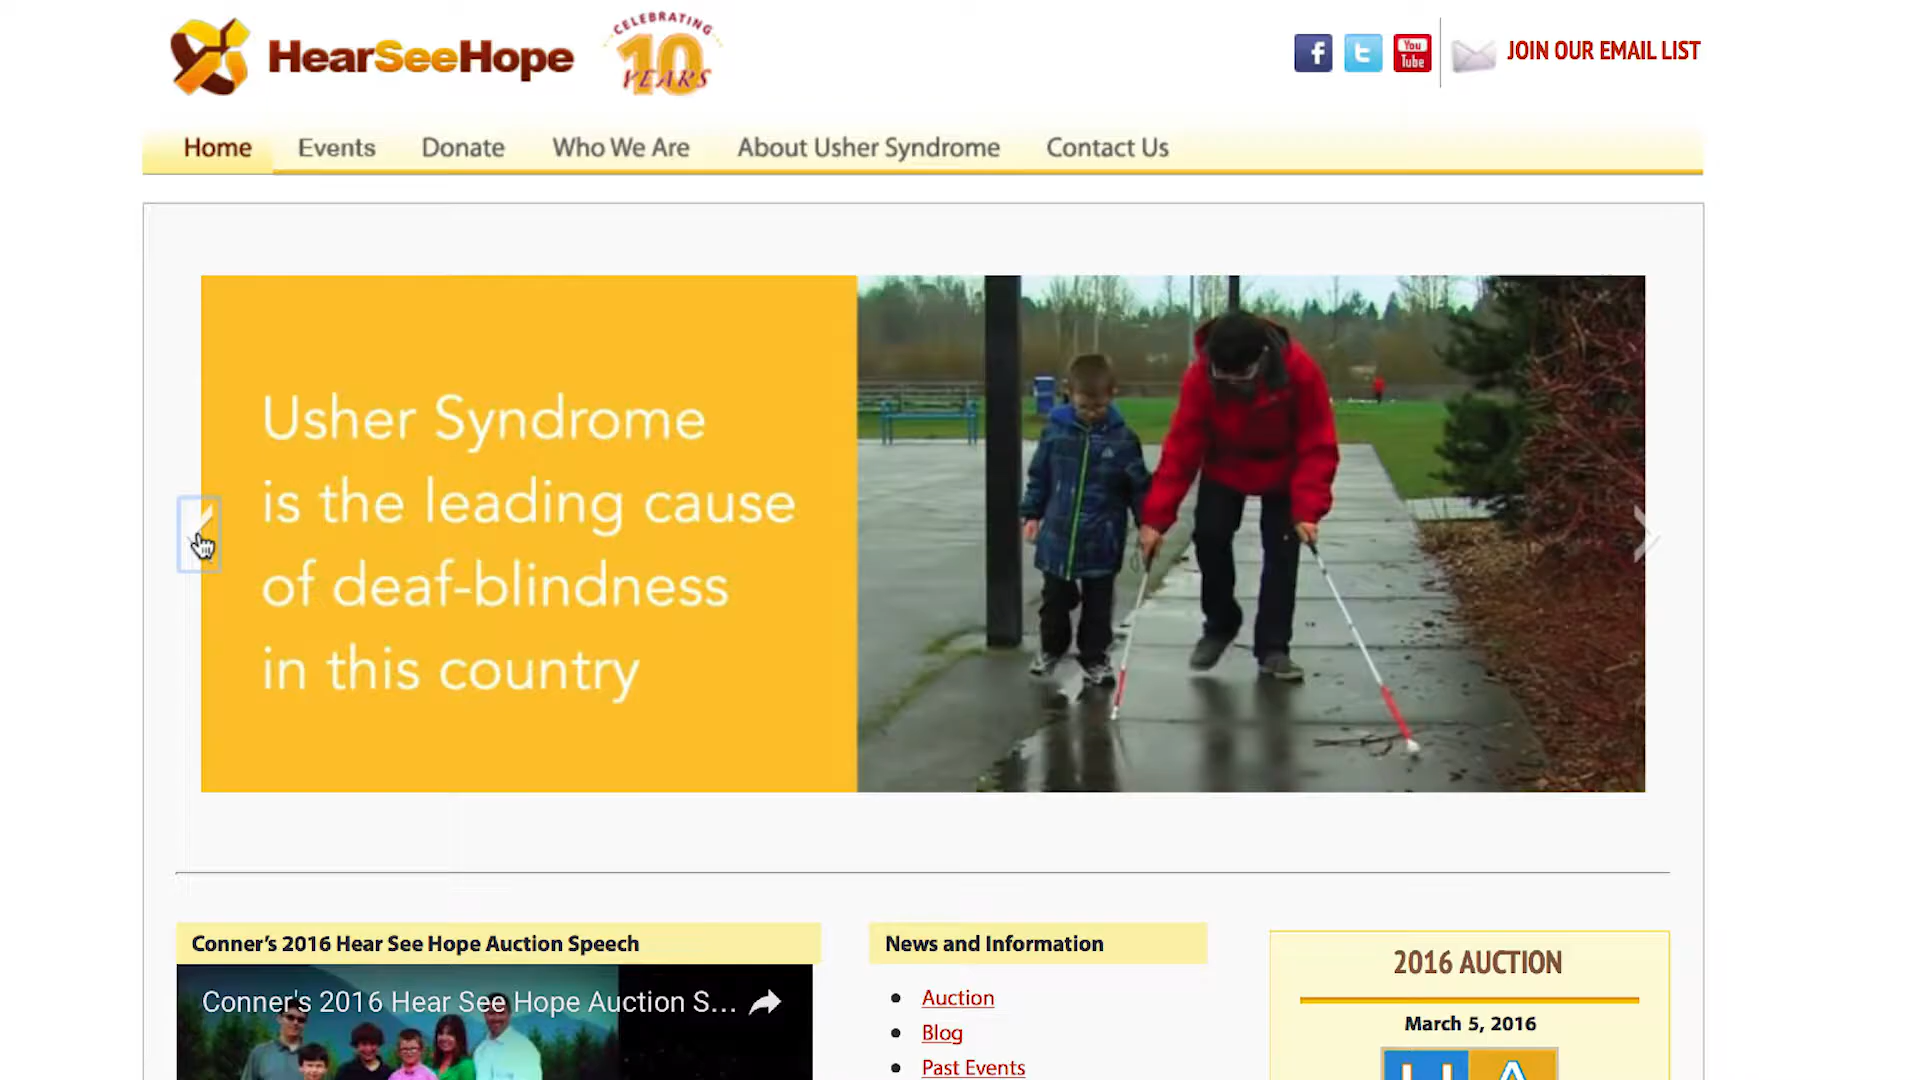 HearSeeHope
CELEBRATING
10
YEARS
f
t
You
Tube
JOIN OUR EMAIL LIST
Home
Events
Donate
Who We Are
About Usher Syndrome
Contact Us
Usher Syndrome
is the leading cause
of deaf-blindness
in this country
Conner’s 2016 Hear See Hope Auction Speech
Conner's 2016 Hear See Hope Auction S...
News and Information
Auction
Blog
Past Events
2016 AUCTION
March 5, 2016